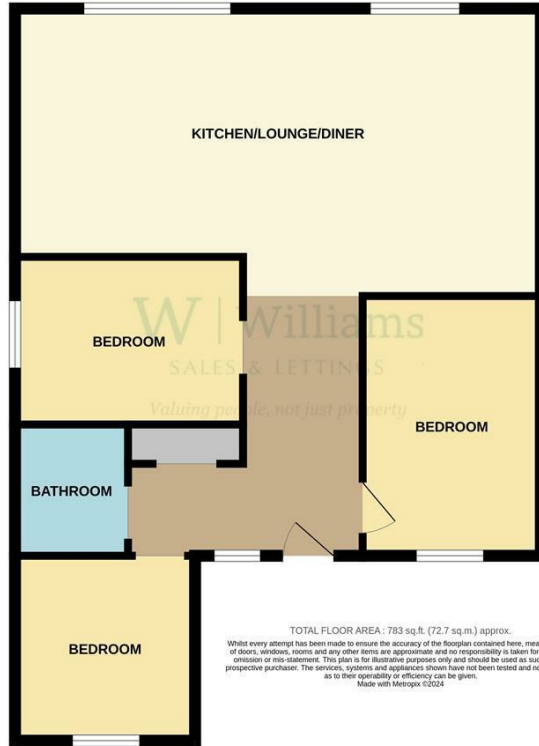 KITCHEN/LOUNGE/DINER
W | Williams
SALES & LETTINGS
Valuing people, not just property
BEDROOM
BEDROOM
BATHROOM
BEDROOM
TOTAL FLOOR AREA : 783 sq.ft. (72.7 sq.m.) approx.
Whilst every attempt has been made to ensure the accuracy of the floorplan contained here, mea
of doors, windows, rooms and any other items are approximate and no responsibility is taken for
omission or mis-statement. This plan is for illustrative purposes only and should be used as suc
prospective purchaser. The services, systems and appliances shown have not been tested and no
as to their operability or efficiency can be given.
Made with Metropix ©2024